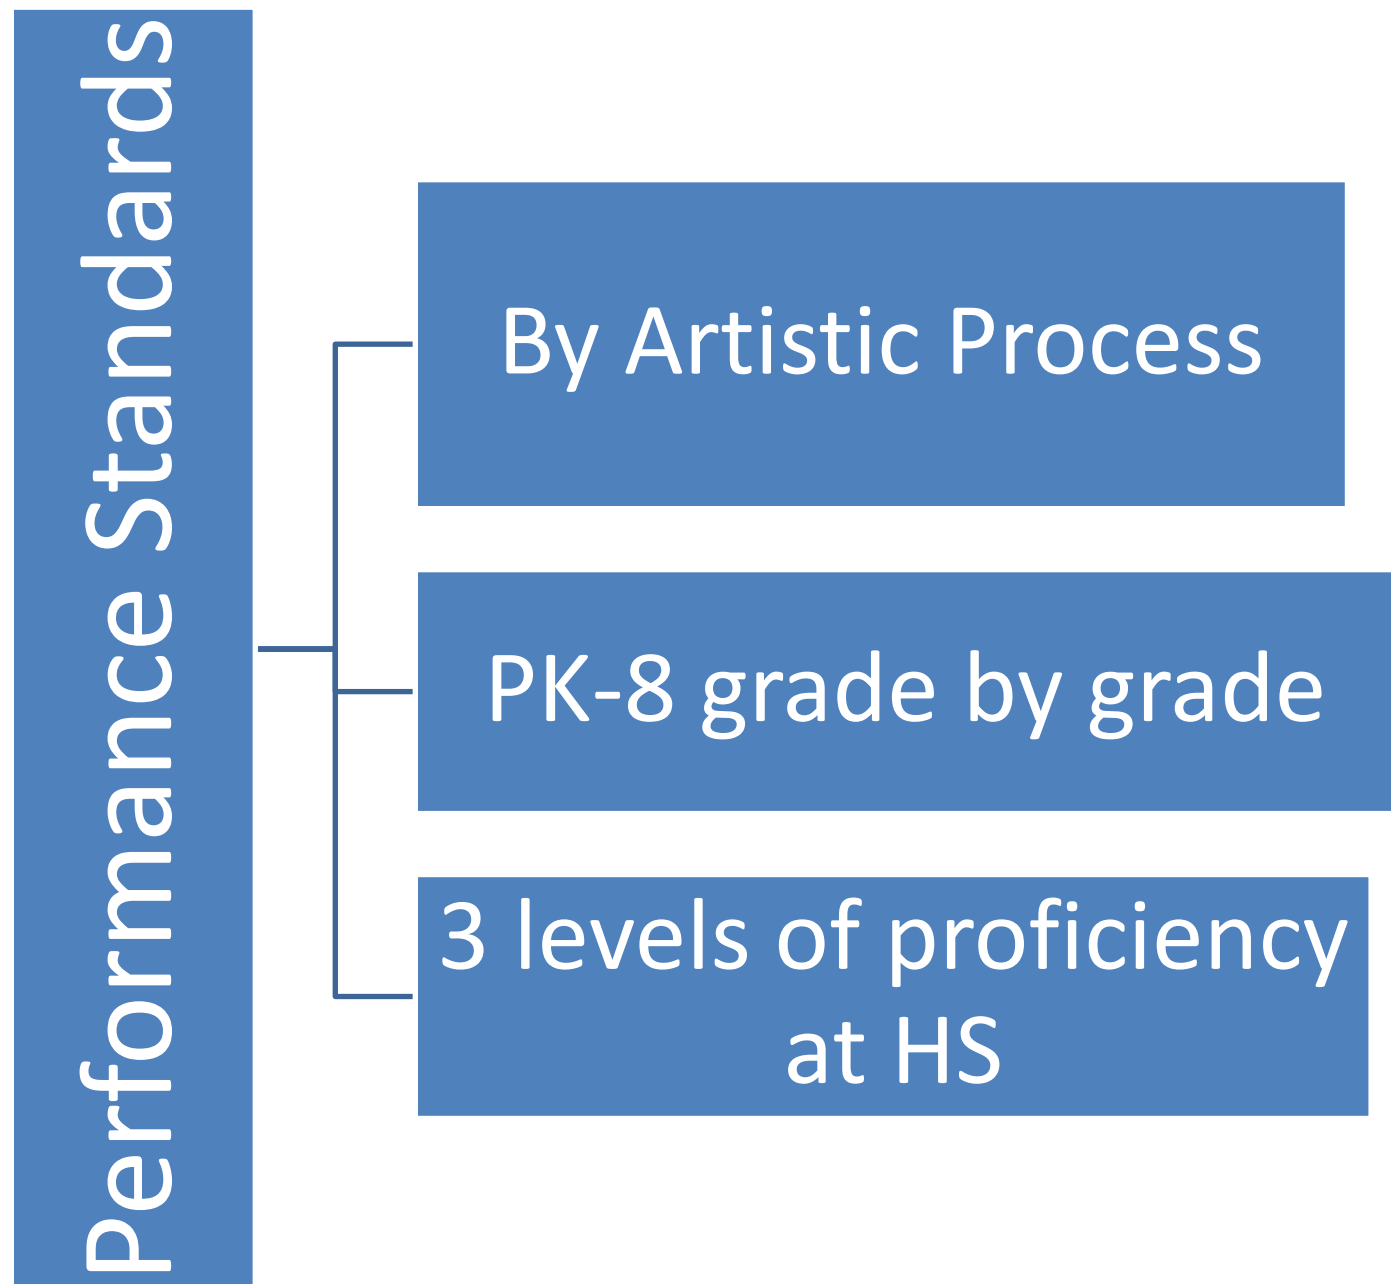 Performance Standards
By Artistic Process
PK-8 grade by grade
3 levels of proficiency
at HS